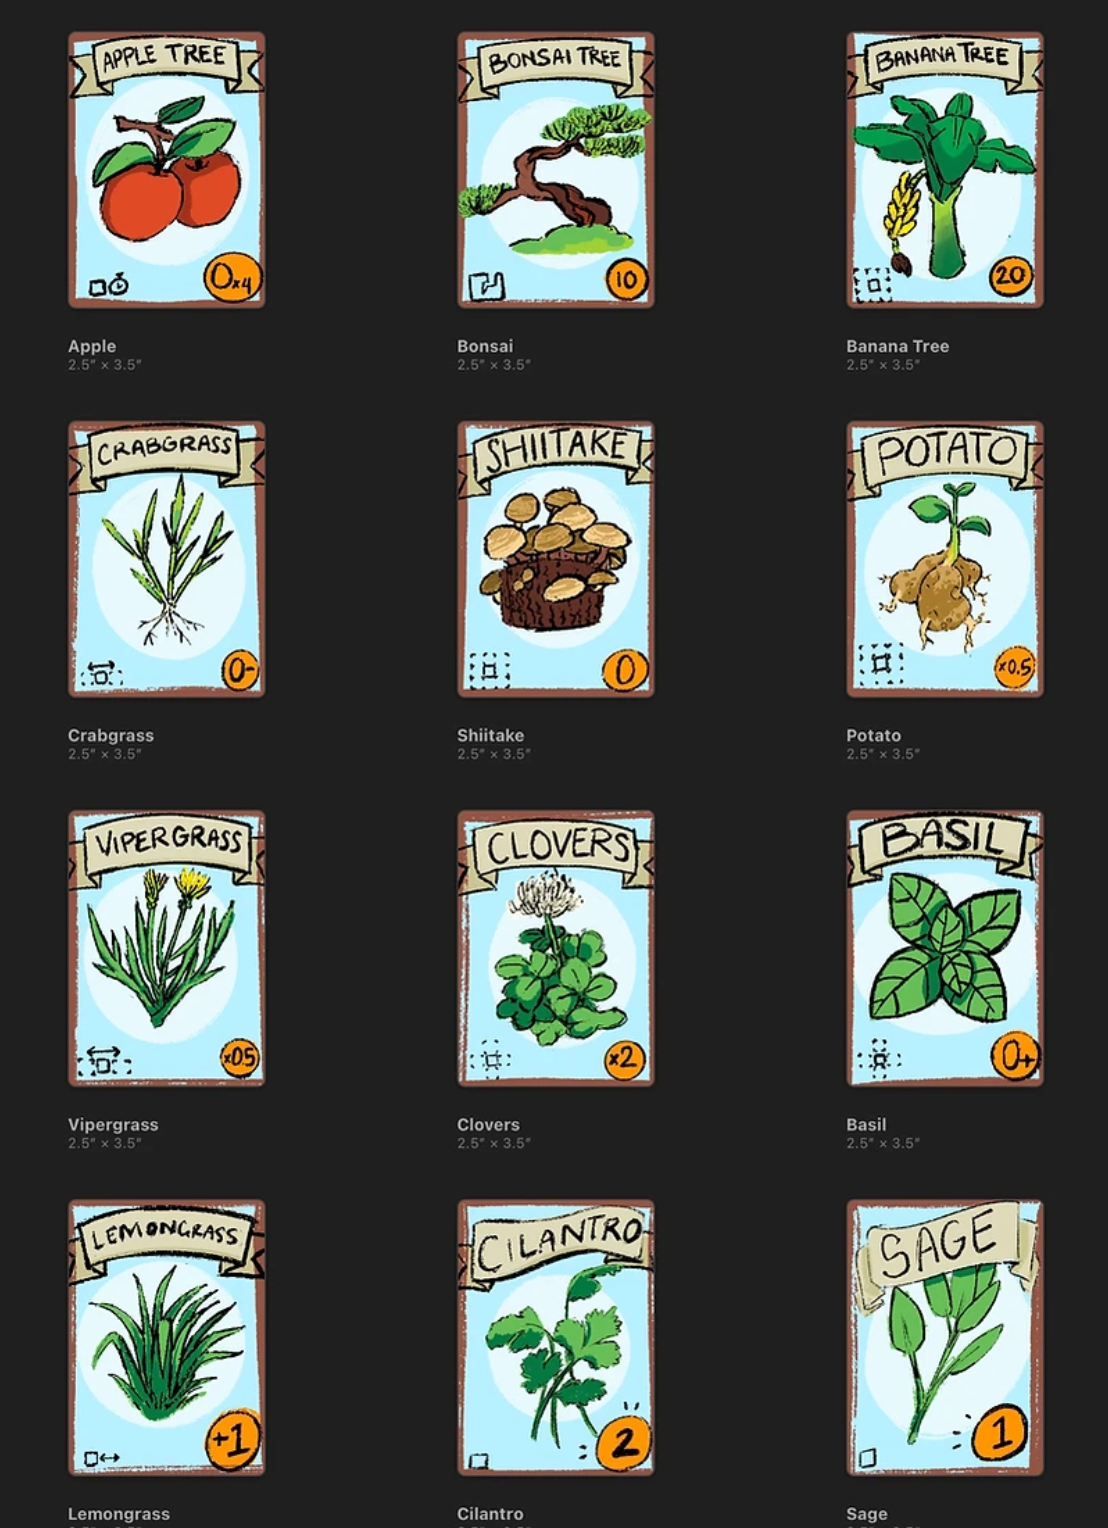 APPLE TREE
0x4
Apple
2.5" × 3.5"
BONSAI TREE
10
Bonsai
2.5" × 3.5"
BANANA TREE
20
Banana Tree
2.5" × 3.5"
CRABGRASS
0-
Crabgrass
2.5" × 3.5"
SHIITAKE
0
Shiitake
2.5" × 3.5"
POTATO
x0.5
Potato
2.5" × 3.5"
VIPERGRASS
x0.5
Vipergrass
2.5" × 3.5"
CLOVERS
x2
Clovers
2.5" × 3.5"
BASIL
0+
Basil
2.5" × 3.5"
LEMONGRASS
+1
Lemongrass
CILANTRO
2
Cilantro
SAGE
1
Sage